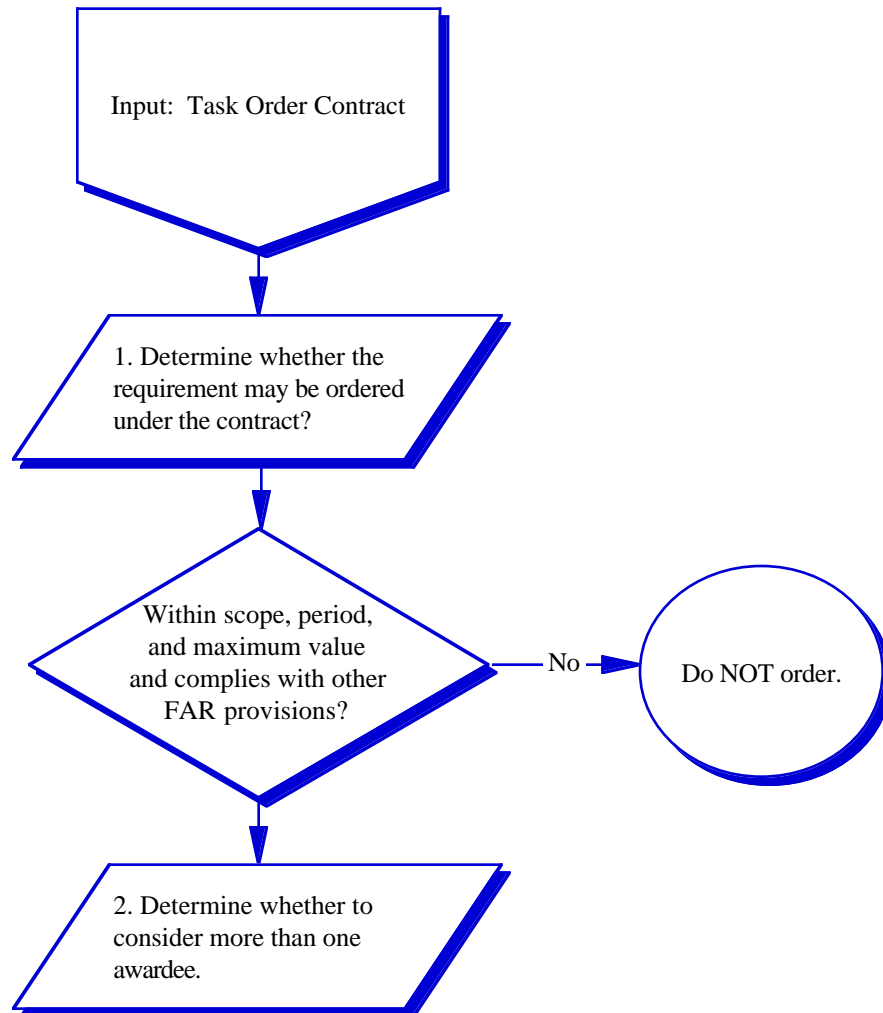 Input:  Task Order Contract
1. Determine whether the
requirement may be ordered
under the contract?
Within scope, period,
and maximum value
and complies with other
FAR provisions?
No
Do NOT order.
2. Determine whether to
consider more than one
awardee.